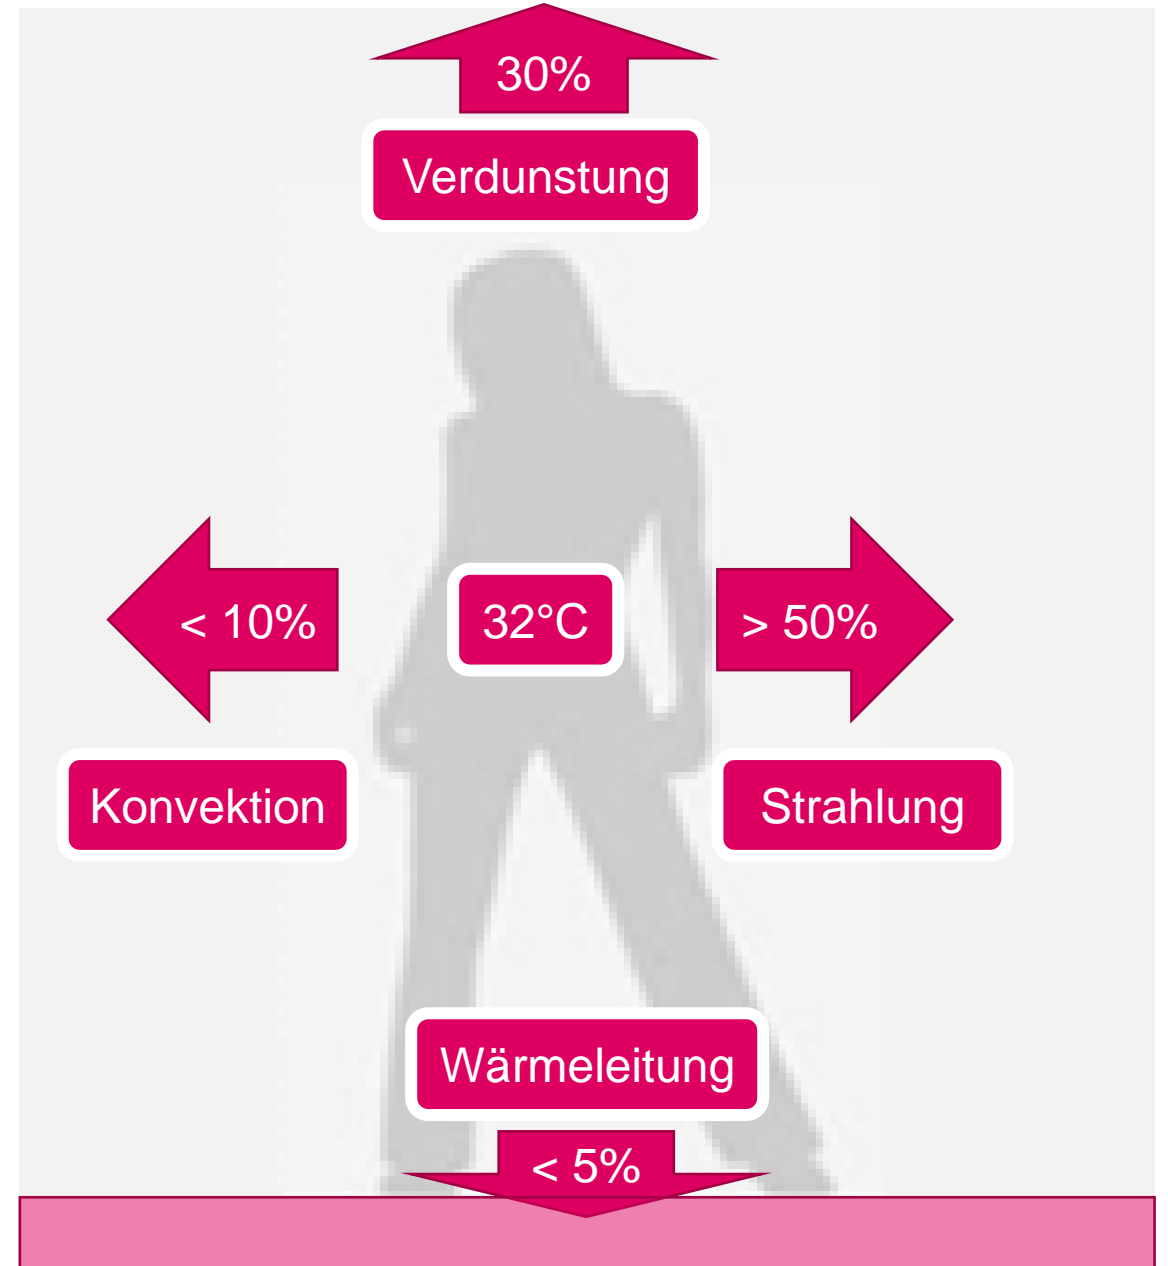 30%
Verdunstung
< 10%
32°C
> 50%
Konvektion
Strahlung
Wärmeleitung
< 5%